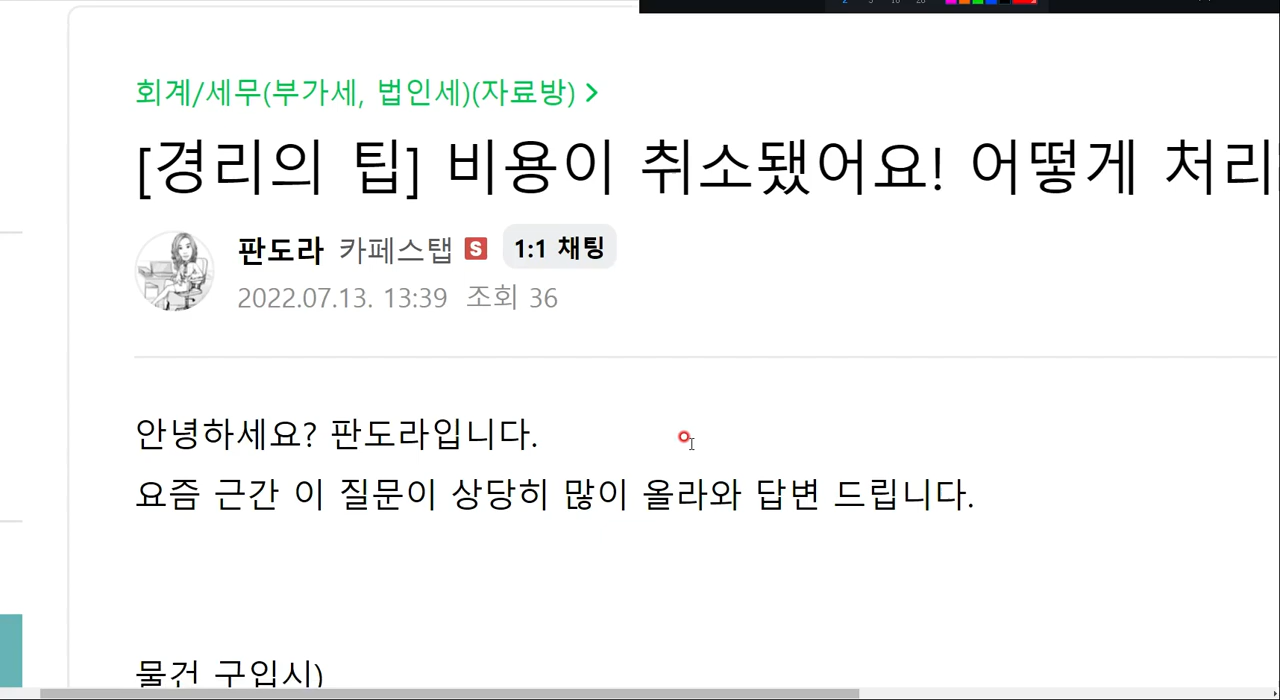 회계/세무(부가세, 법인세)(자료방) >
[경리의 팁] 비용이 취소됐어요! 어떻게 처리
판도라 카페스탭 S 1:1 채팅
2022.07.13. 13:39 조회 36
안녕하세요? 판도라입니다.
요즘 근간 이 질문이 상당히 많이 올라와 답변 드립니다.
물건 구입시)